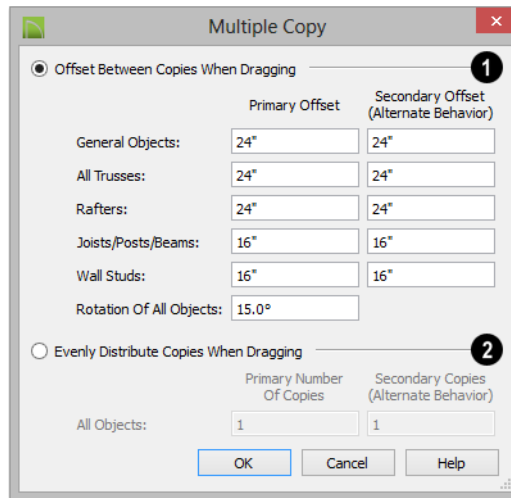 Multiple Copy
Offset Between Copies When Dragging
1
Primary Offset
Secondary Offset
(Alternate Behavior)
General Objects: 24" 24"
All Trusses: 24" 24"
Rafters: 24" 24"
Joists/Posts/Beams: 16" 16"
Wall Studs: 16" 16"
Rotation Of All Objects: 15.0°
Evenly Distribute Copies When Dragging
2
Primary Number
Of Copies
Secondary Copies
(Alternate Behavior)
All Objects: 1 1
OK Cancel Help